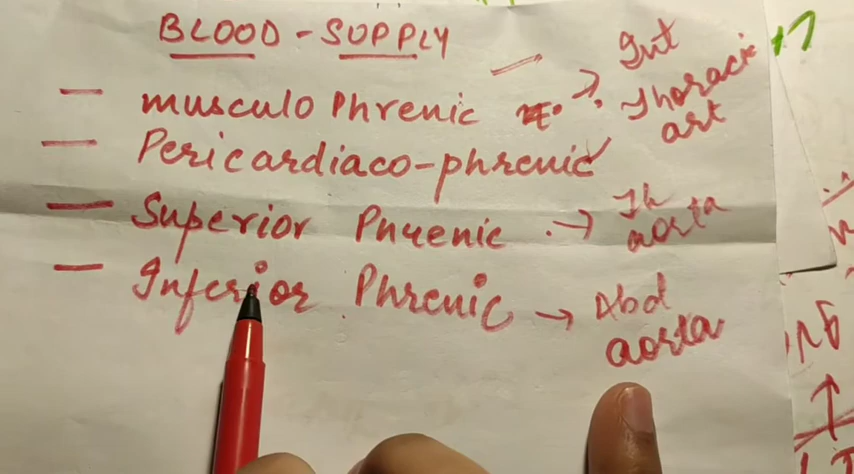 BLOOD - SUPPLY
- musculo Phrenic → Int Thoracic art
- Pericardiaco-phrenic ✓
- Superior Phrenic → Th aorta
- Inferior Phrenic → Abd aorta